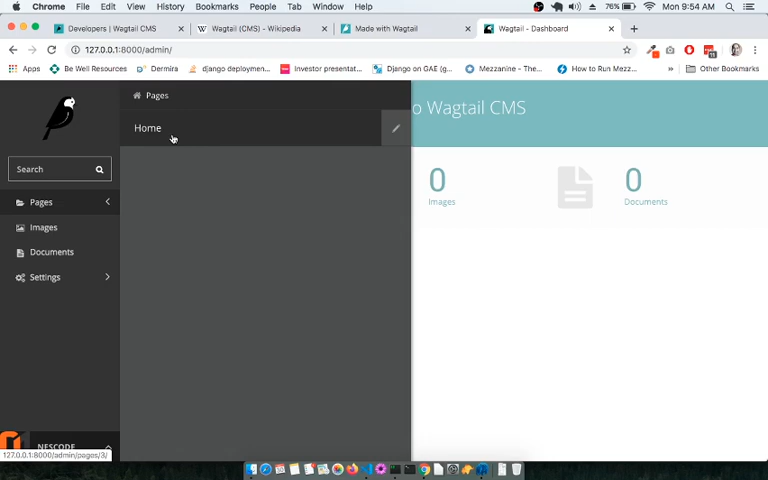 Chrome File Edit View History Bookmarks People Tab Window Help 76% Mon 9:54 AM
Developers | Wagtail CMS Wagtail (CMS) - Wikipedia Made with Wagtail Wagtail - Dashboard
127.0.0.1:8000/admin/
Apps Be Well Resources Dermira django deploymen... Investor presentat... Django on GAE (g... Mezzanine - The... How to Run Mezz... » Other Bookmarks
Pages
o Wagtail CMS
Home
Search
0
Images
0
Documents
Pages
Images
Documents
Settings
NESCODE
127.0.0.1:8000/admin/pages/3/